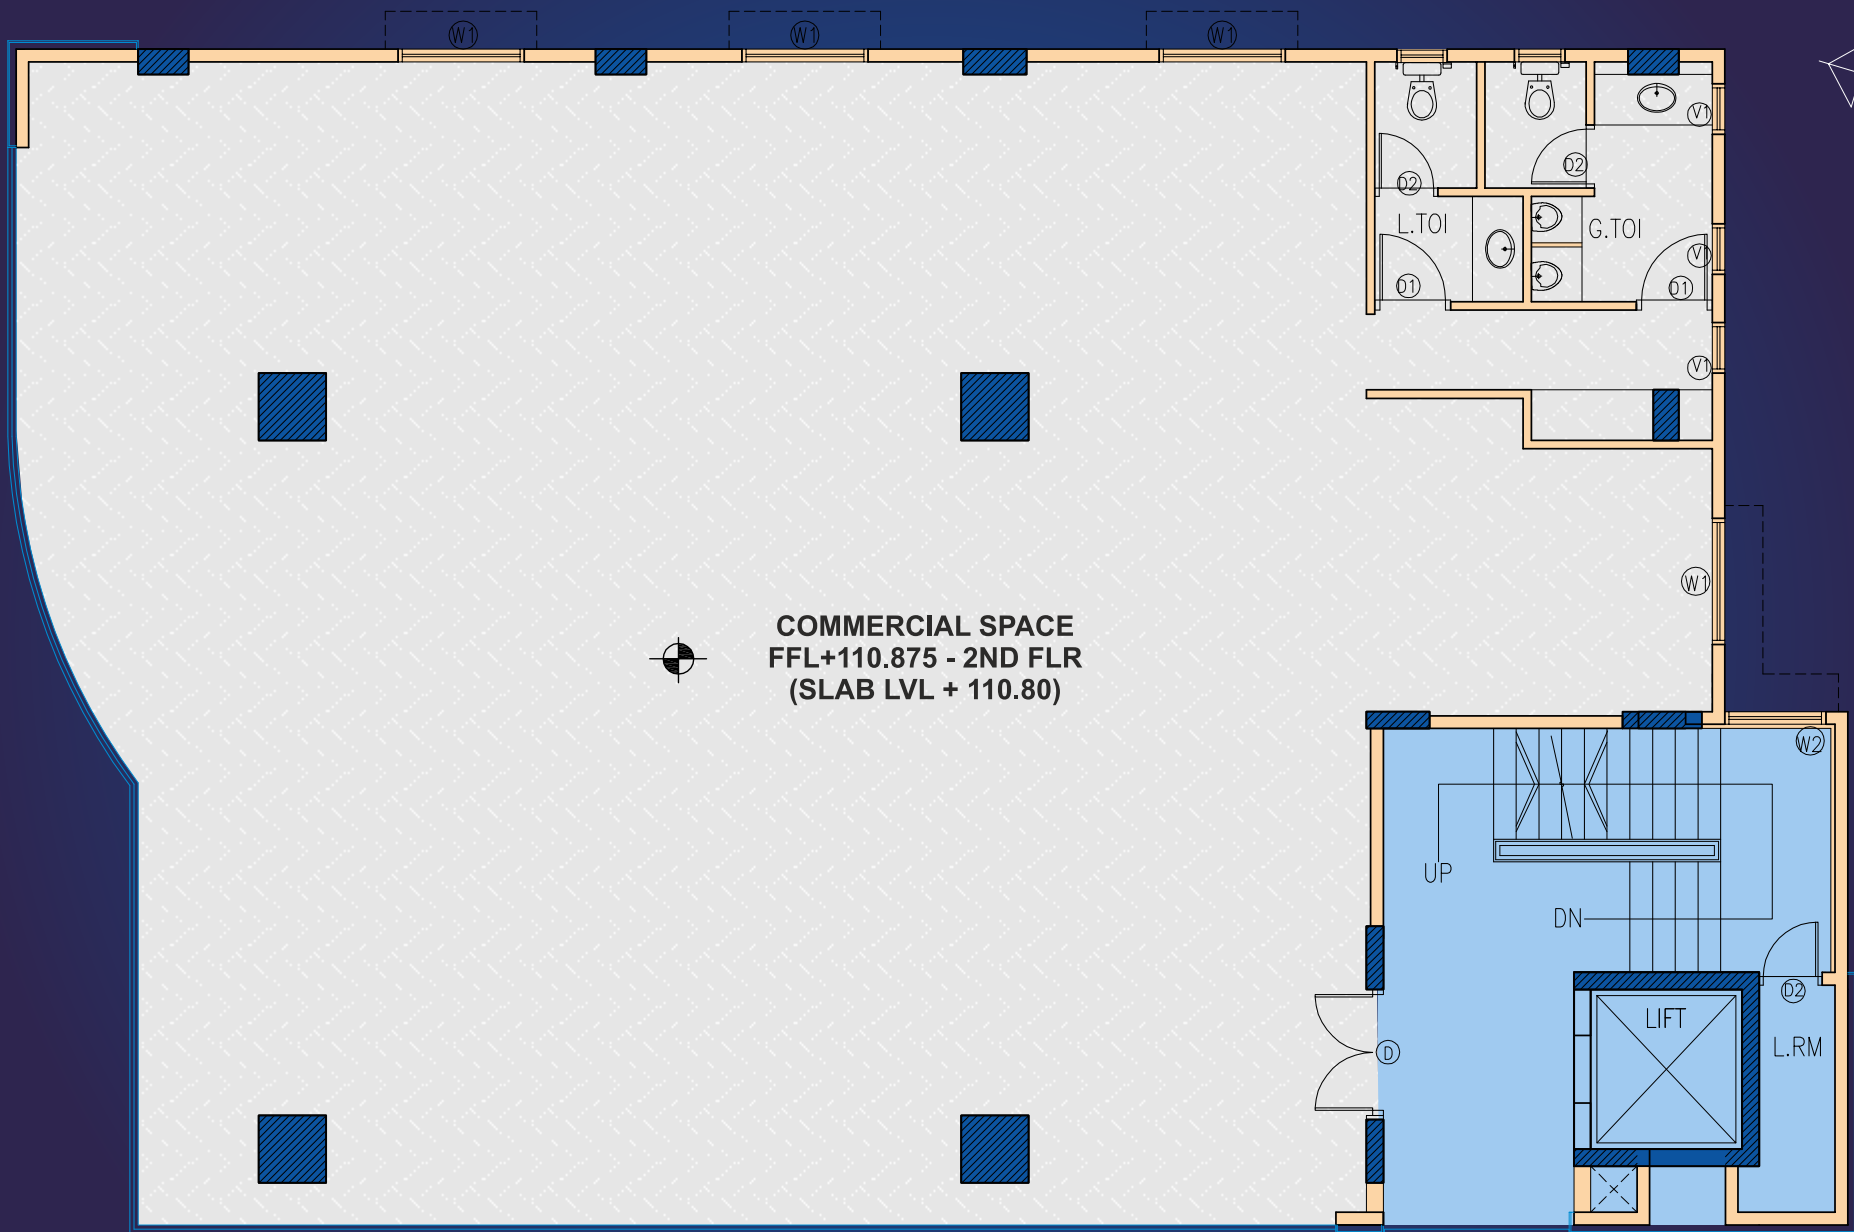 W1
W1
W1
V1
D2
D2
L.TOI
G.TOI
V1
D1
D1
V1
W1
COMMERCIAL SPACE
FFL+110.875 - 2ND FLR
(SLAB LVL + 110.80)
W2
UP
DN
D2
LIFT
L.RM
D